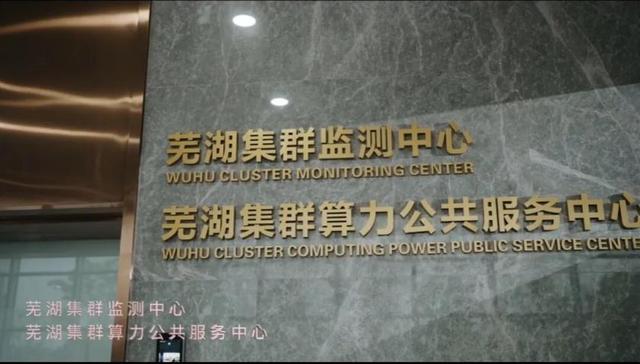 芜湖集群监测中心
WUHU CLUSTER MONITORING CENTER
芜湖集群算力公共服务中心
WUHU CLUSTER COMPUTING POWER PUBLIC SERVICE CENTE
芜湖集群监测中心
芜湖集群算力公共服务中心